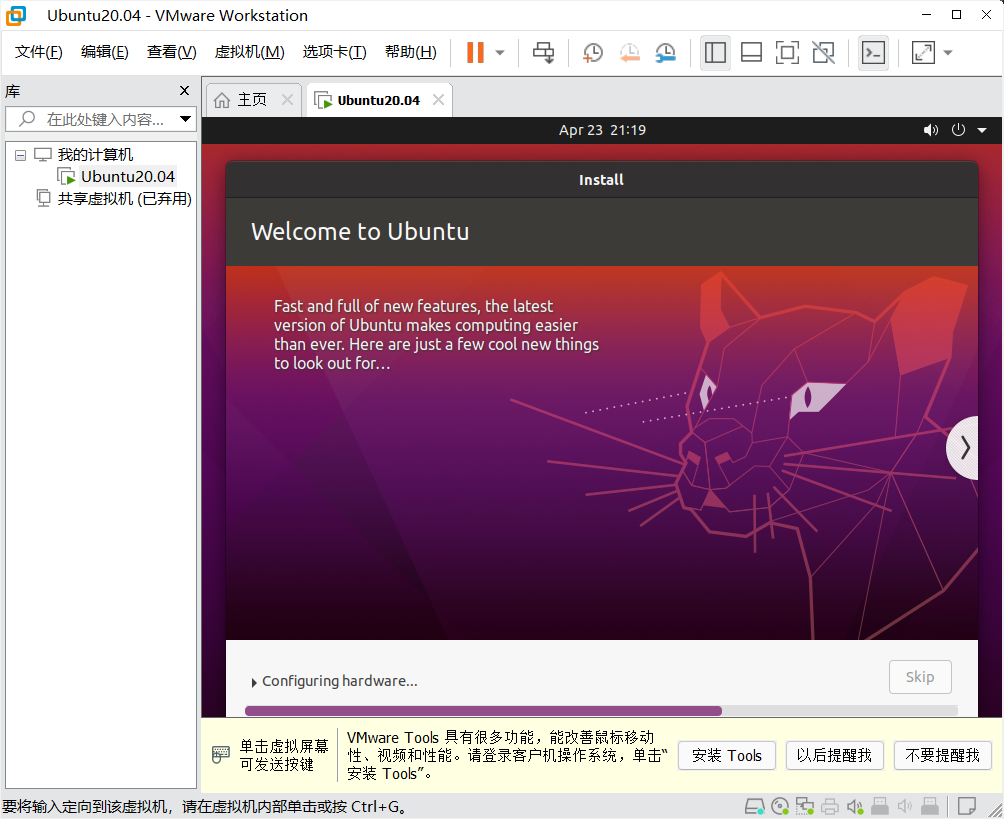 Ubuntu20.04 - VMware Workstation
文件(F) 编辑(E) 查看(V) 虚拟机(M) 选项卡(T) 帮助(H)
库
在此处键入内容...
我的计算机
Ubuntu20.04
共享虚拟机 (已弃用)
主页
Ubuntu20.04
Apr 23 21:19
Install
Welcome to Ubuntu
Fast and full of new features, the latest
version of Ubuntu makes computing easier
than ever. Here are just a few cool new things
to look out for…
Configuring hardware...
Skip
单击虚拟屏幕
可发送按键
VMware Tools 具有很多功能，能改善鼠标移动
性、视频和性能。请登录客户机操作系统，单击“
安装 Tools”。
安装 Tools
以后提醒我
不要提醒我
要将输入定向到该虚拟机，请在虚拟机内部单击或按 Ctrl+G。